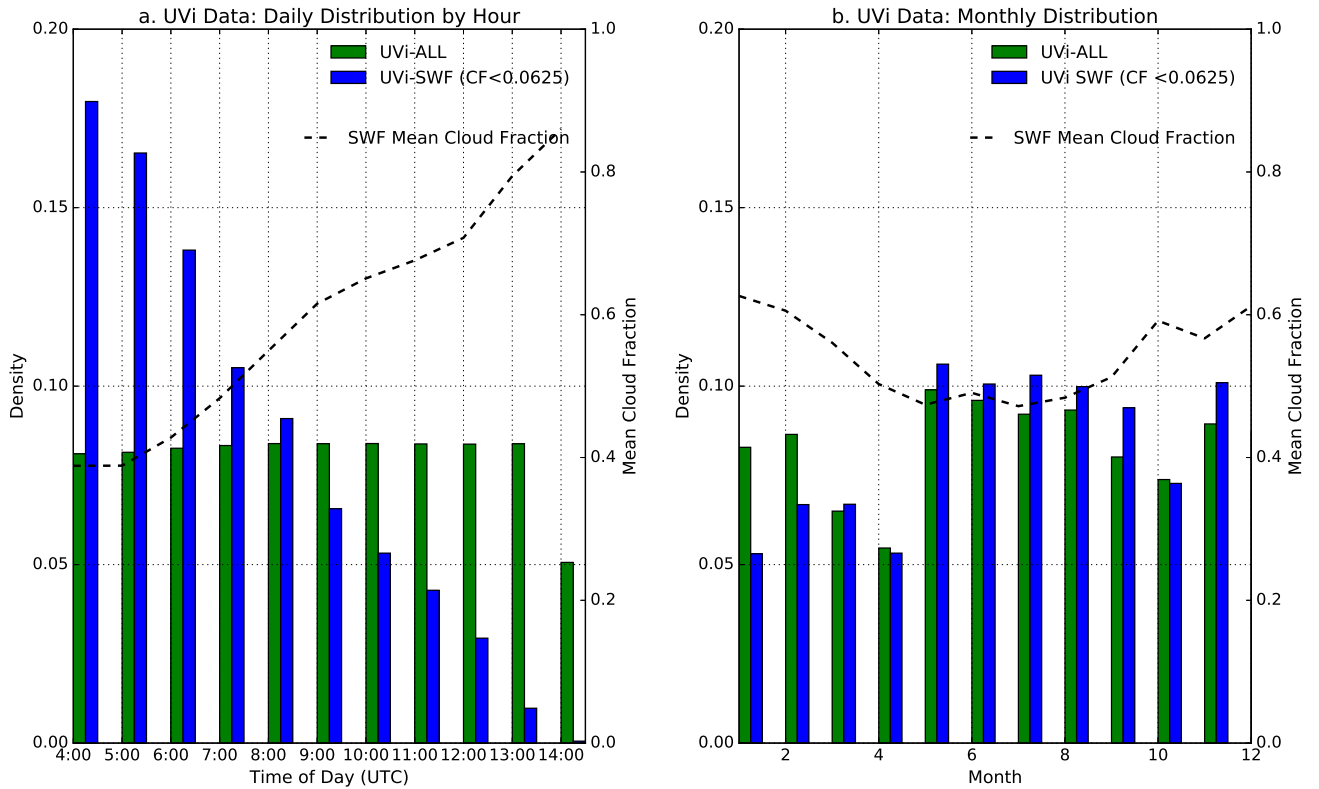 a. UVi Data: Daily Distribution by Hour
UVi-ALL
UVi-SWF (CF<0.0625)
SWF Mean Cloud Fraction
0.20
0.15
0.10
0.05
0.00
Density
1.0
0.8
0.6
0.4
0.2
0.0
Mean Cloud Fraction
4:00 5:00 6:00 7:00 8:00 9:00 10:00 11:00 12:00 13:00 14:00
Time of Day (UTC)
b. UVi Data: Monthly Distribution
UVi-ALL
UVi SWF (CF <0.0625)
SWF Mean Cloud Fraction
0.20
0.15
0.10
0.05
0.00
Density
1.0
0.8
0.6
0.4
0.2
0.0
Mean Cloud Fraction
2 4 6 8 10 12
Month